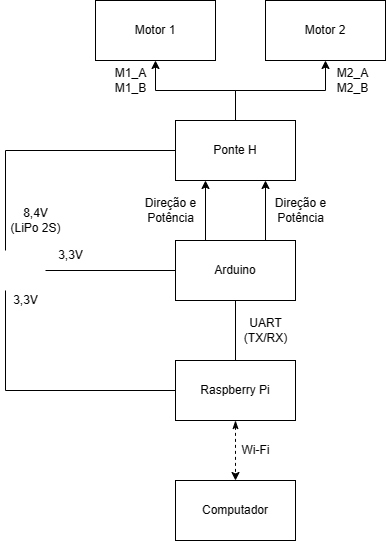 Motor 1
Motor 2
M1_A
M1_B
M2_A
M2_B
Ponte H
Direção e
Potência
Direção e
Potência
8,4V
(LiPo 2S)
3,3V
Arduino
3,3V
UART
(TX/RX)
Raspberry Pi
Wi-Fi
Computador